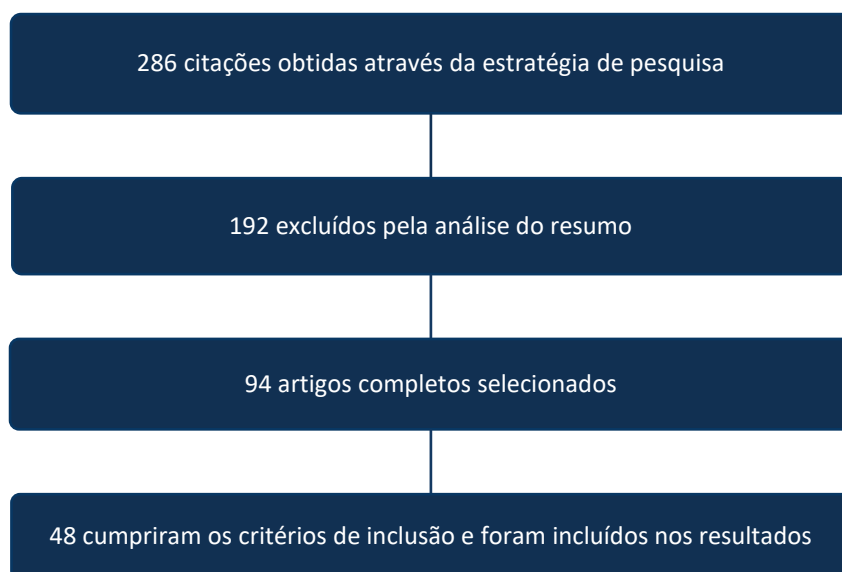 286 citações obtidas através da estratégia de pesquisa
192 excluídos pela análise do resumo
94 artigos completos selecionados
48 cumpriram os critérios de inclusão e foram incluídos nos resultados